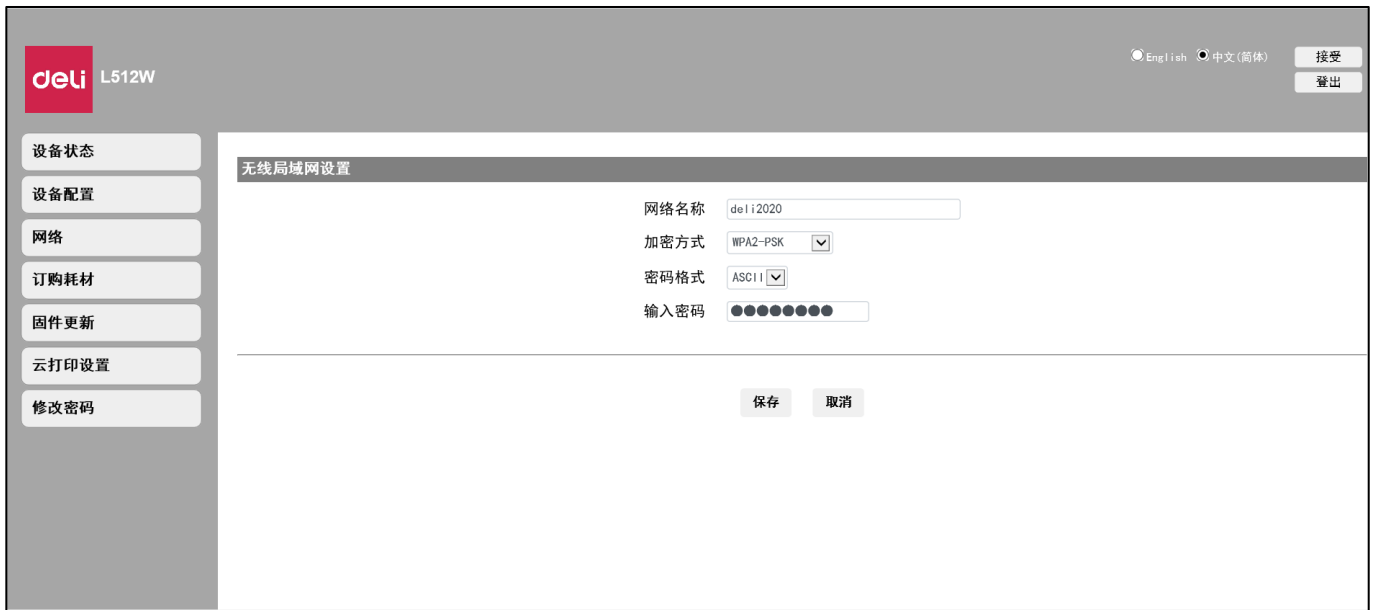 deli L512W
English 中文(简体) 接受
登出
设备状态
设备配置
网络
订购耗材
固件更新
云打印设置
修改密码
无线局域网设置
网络名称 deli2020
加密方式 WPA2-PSK
密码格式 ASCII
输入密码 ●●●●●●●●
保存 取消